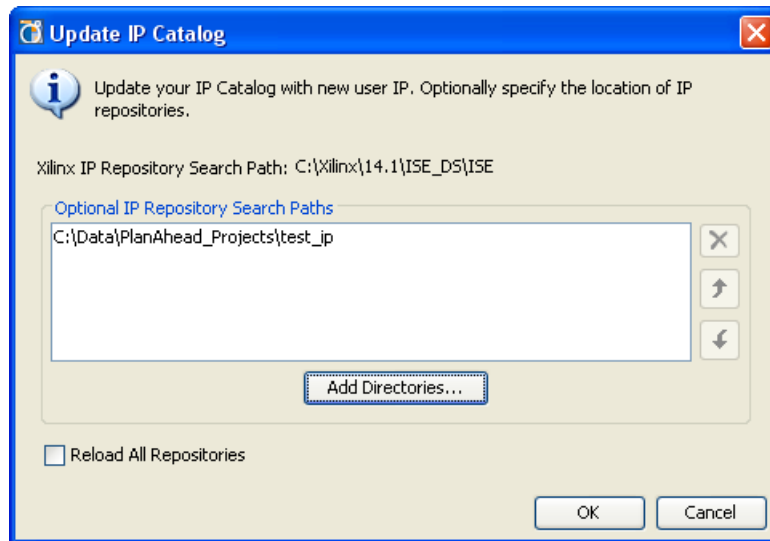 Update IP Catalog
Update your IP Catalog with new user IP. Optionally specify the location of IP
repositories.
Xilinx IP Repository Search Path: C:\Xilinx\14.1\ISE_DS\ISE
Optional IP Repository Search Paths
C:\Data\PlanAhead_Projects\test_ip
Add Directories...
Reload All Repositories
OK
Cancel